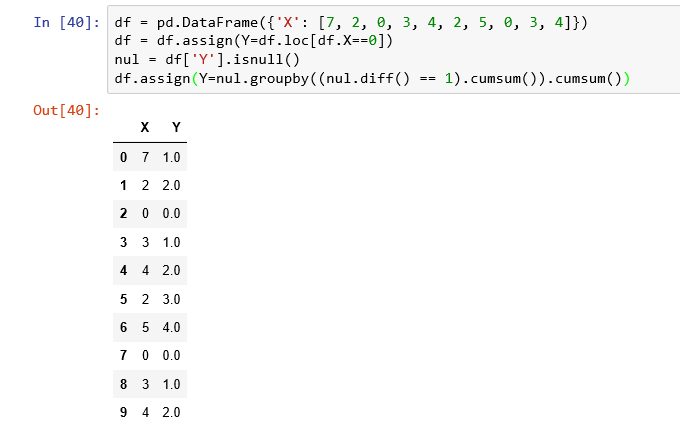 In [40]: df = pd.DataFrame({'X': [7, 2, 0, 3, 4, 2, 5, 0, 3, 4]})
df = df.assign(Y=df.loc[df.X==0])
nul = df['Y'].isnull()
df.assign(Y=nul.groupby((nul.diff() == 1).cumsum()).cumsum())
Out[40]:
X Y
0 7 1.0
1 2 2.0
2 0 0.0
3 3 1.0
4 4 2.0
5 2 3.0
6 5 4.0
7 0 0.0
8 3 1.0
9 4 2.0